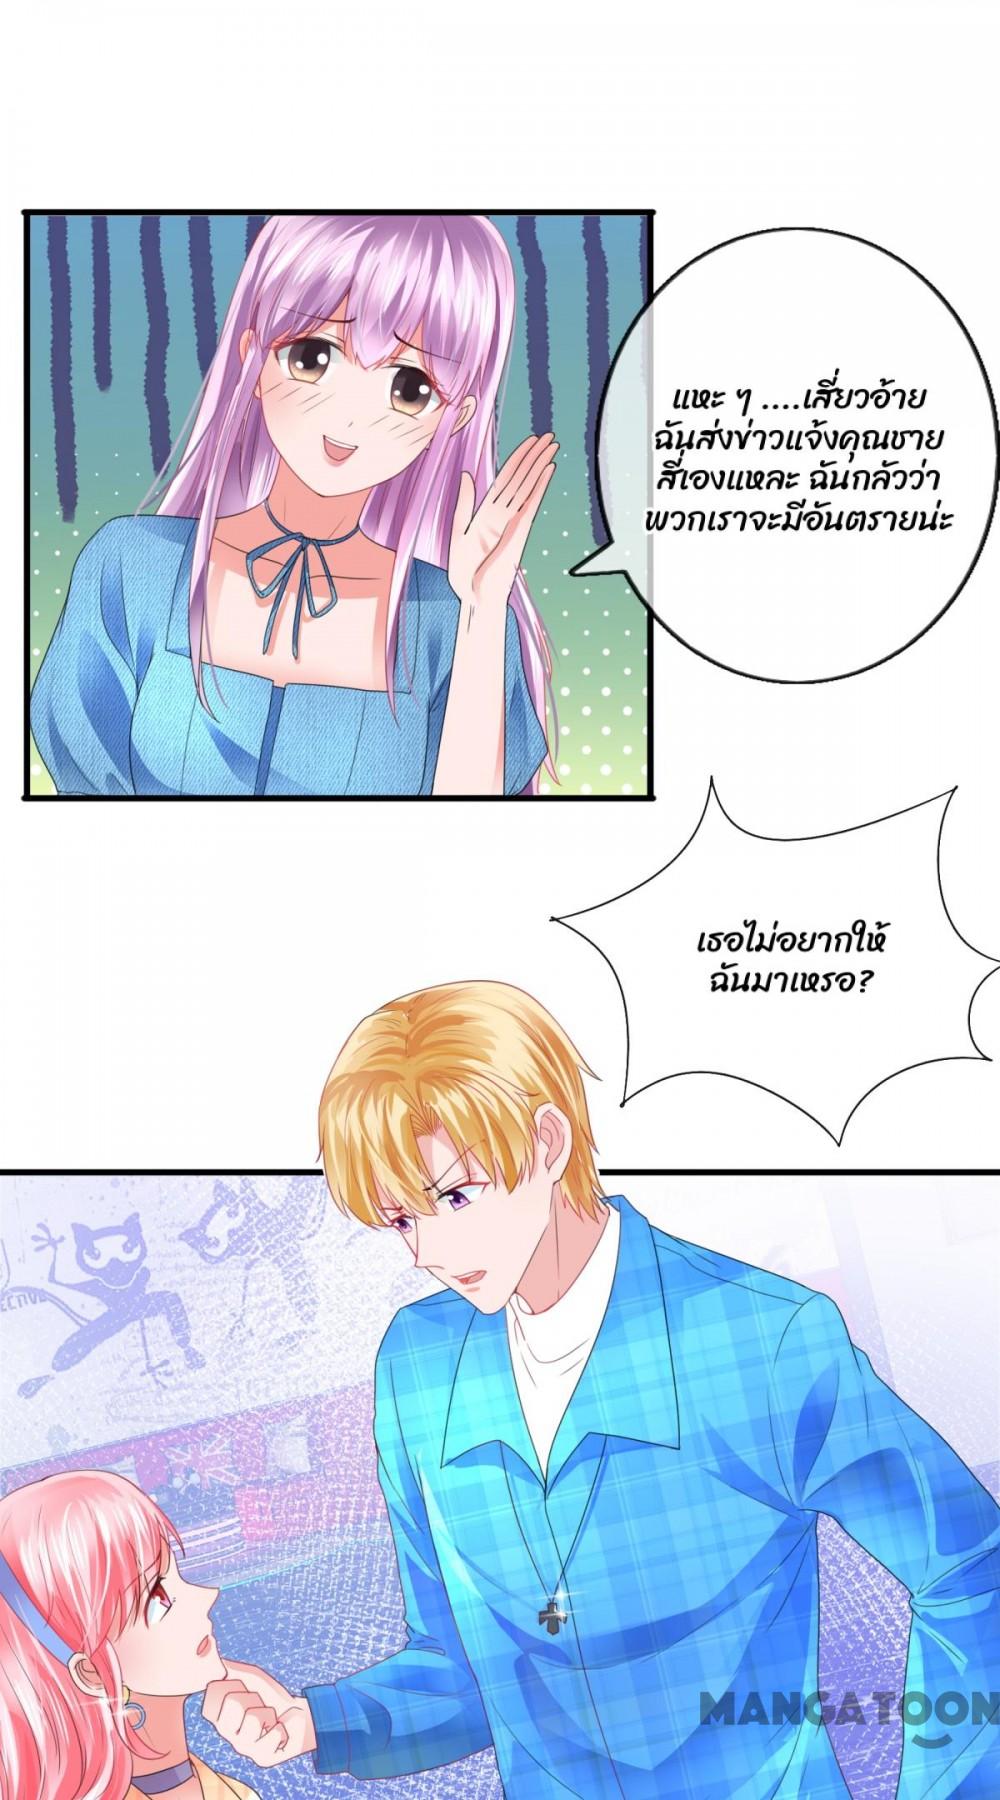 แหะ ๆ ....เสี่ยวอ้าย
ฉันส่งข่าวแจ้งคุณชาย
สี่เองแหละ ฉันกลัวว่า
พวกเราจะมีอันตรายน่ะ
เธอไม่อยากให้
ฉันมาเหรอ?
ECTIVE
MANGATOON